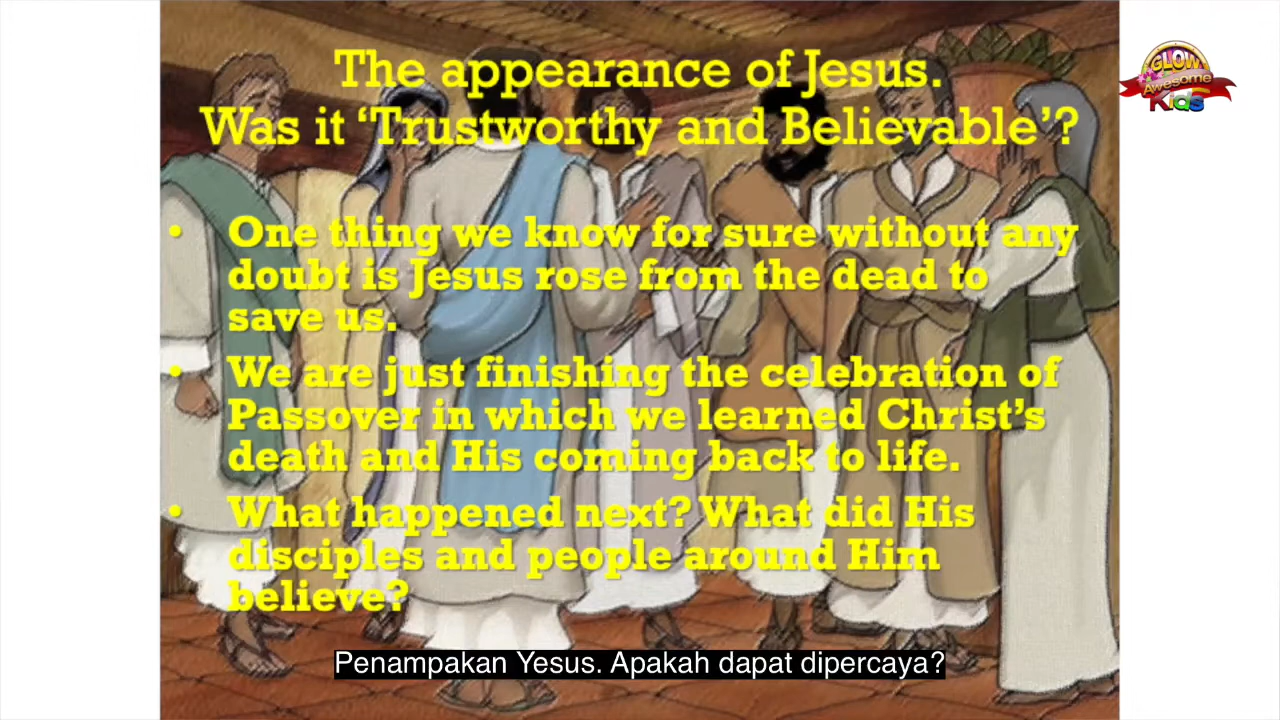 The appearance of Jesus.
Was it ‘Trustworthy and Believable’?
GLOW
Awesome
Kids
• One thing we know for sure without any
doubt is Jesus rose from the dead to
save us.
• We are just finishing the celebration of
Passover in which we learned Christ’s
death and His coming back to life.
• What happened next? What did His
disciples and people around Him
believe?
Penampakan Yesus. Apakah dapat dipercaya?